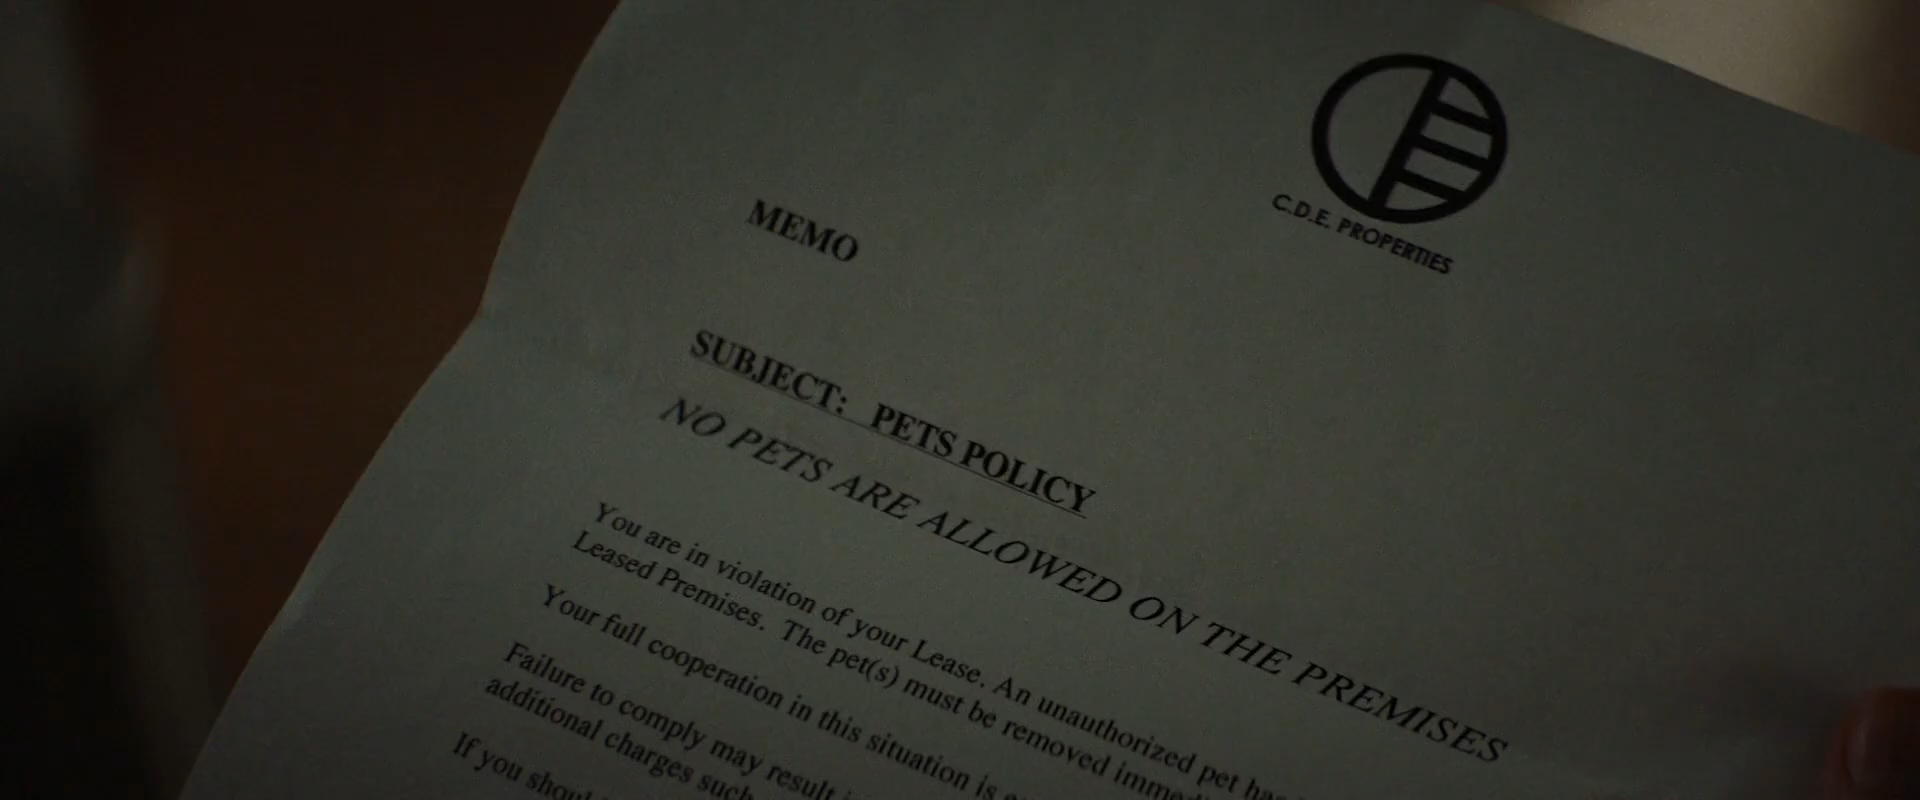 C.D.E. PROPERTIES
MEMO
SUBJECT: PETS POLICY
NO PETS ARE ALLOWED ON THE PREMISES
You are in violation of your Lease. An unauthorized pet has
Leased Premises. The pet(s) must be removed
Your full cooperation in this situation is
Failure to comply may result
additional charges such
If you